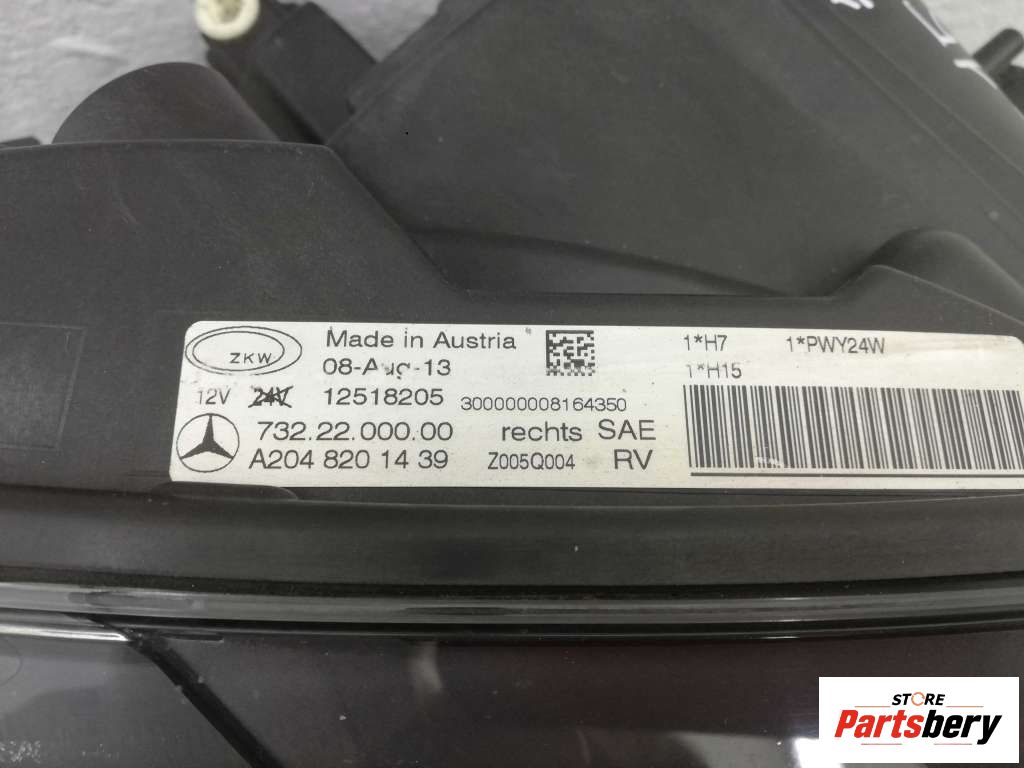 ZKW
Made in Austria
08-Aug-13
12V 24V 12518205 300000008164350
732.22.000.00 rechts SAE
A204 820 14 39 Z005Q004 RV
1*H7 1*PWY24W
1*H15
STORE
Partsbery